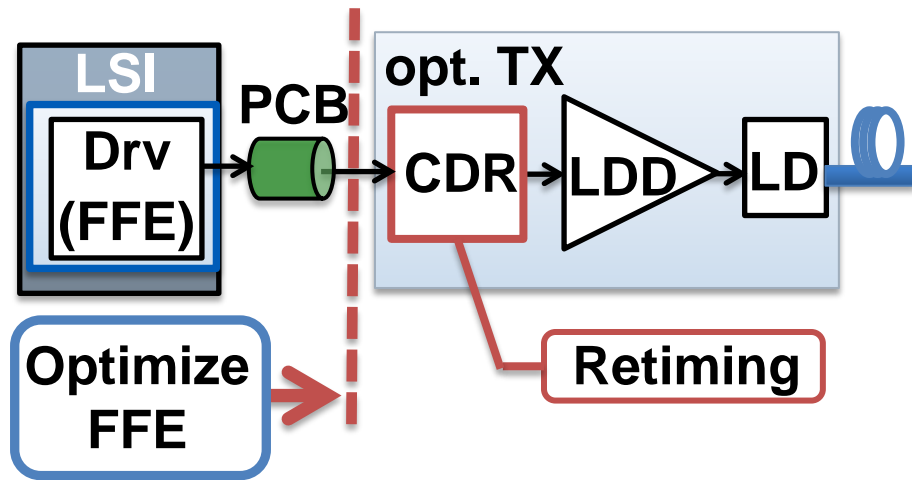 LSI
Drv
(FFE)
PCB
opt. TX
CDR
LDD
LD
Optimize
FFE
Retiming